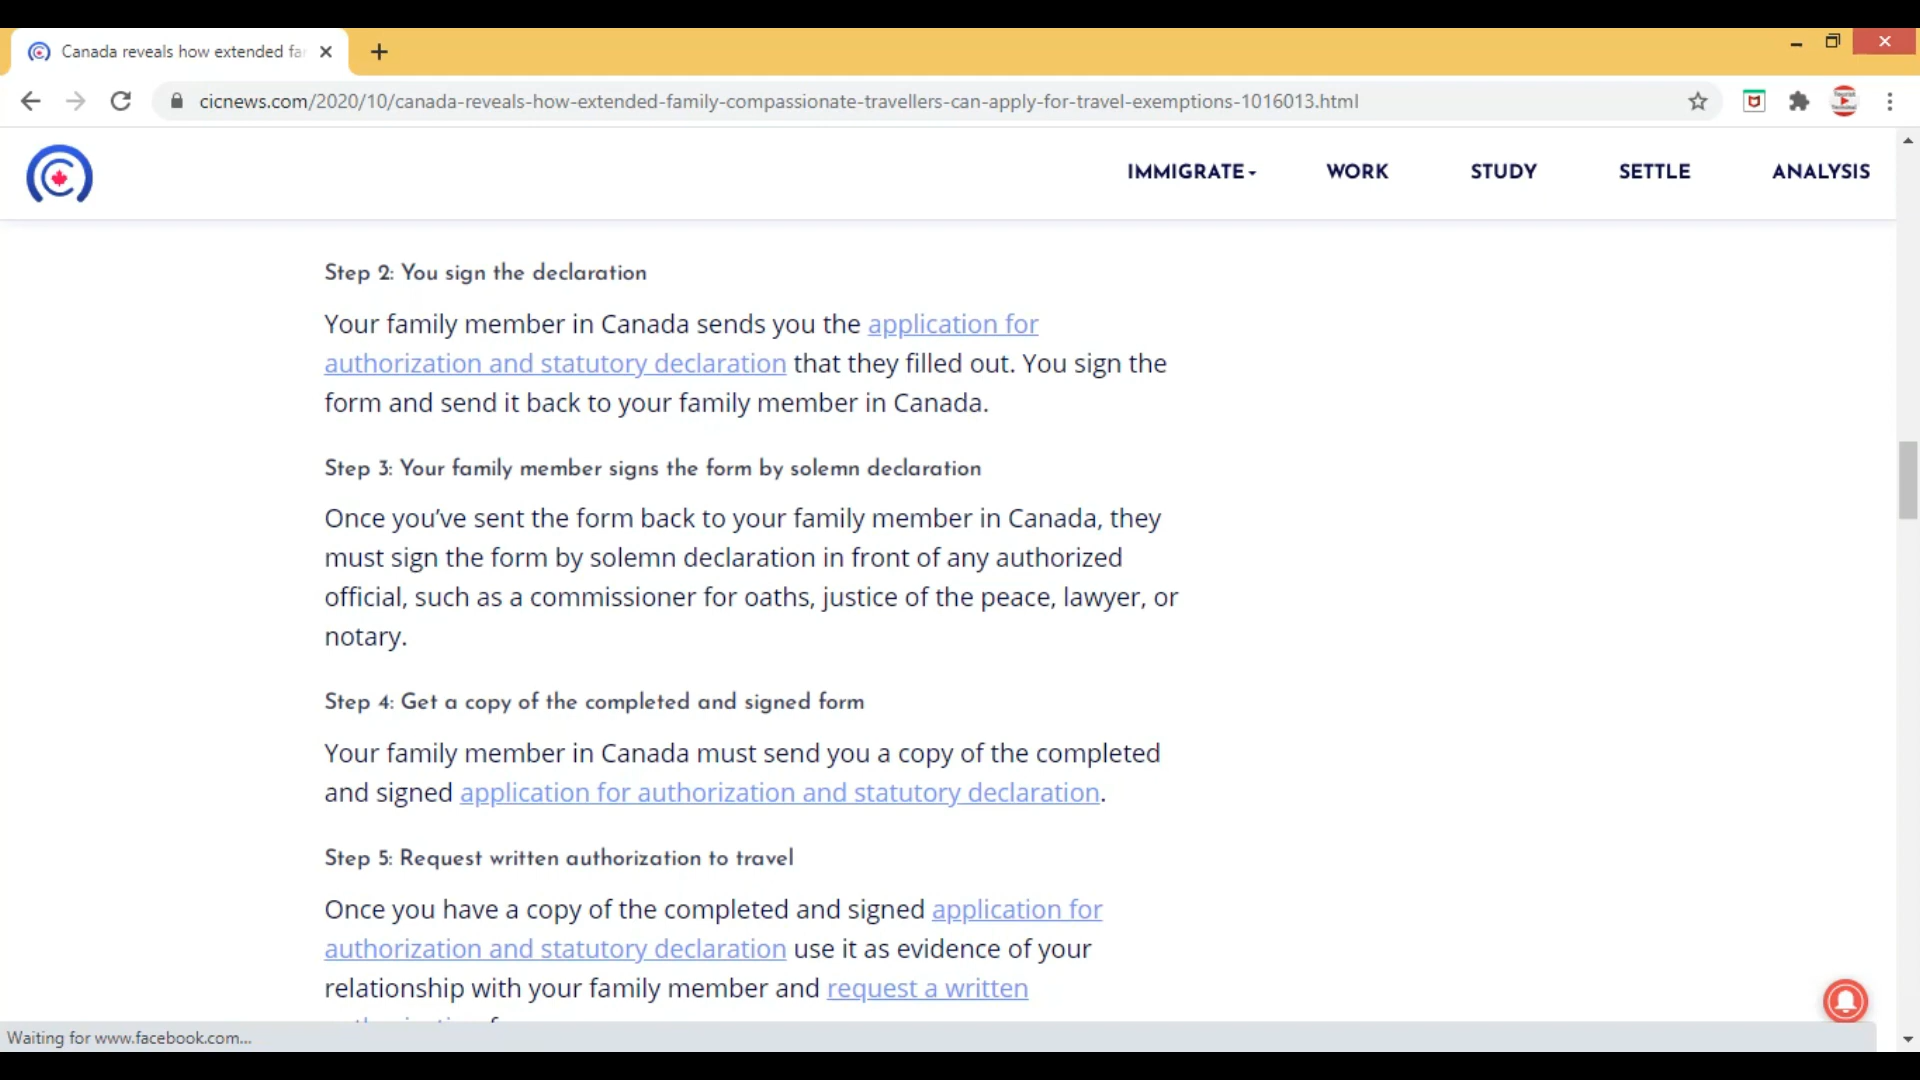 Canada reveals how extended fa
cicnews.com/2020/10/canada-reveals-how-extended-family-compassionate-travellers-can-apply-for-travel-exemptions-1016013.html
IMMIGRATE WORK STUDY SETTLE ANALYSIS
Step 2: You sign the declaration
Your family member in Canada sends you the application for
authorization and statutory declaration that they filled out. You sign the
form and send it back to your family member in Canada.
Step 3: Your family member signs the form by solemn declaration
Once you’ve sent the form back to your family member in Canada, they
must sign the form by solemn declaration in front of any authorized
official, such as a commissioner for oaths, justice of the peace, lawyer, or
notary.
Step 4: Get a copy of the completed and signed form
Your family member in Canada must send you a copy of the completed
and signed application for authorization and statutory declaration.
Step 5: Request written authorization to travel
Once you have a copy of the completed and signed application for
authorization and statutory declaration use it as evidence of your
relationship with your family member and request a written
Waiting for www.facebook.com...